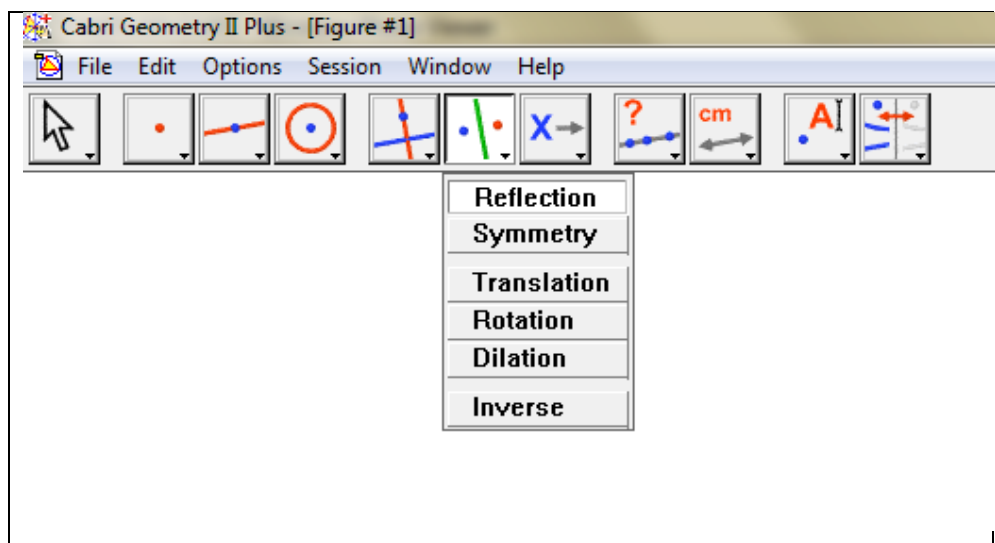 Cabri Geometry II Plus - [Figure #1]
File Edit Options Session Window Help
X ? cm A
Reflection
Symmetry
Translation
Rotation
Dilation
Inverse